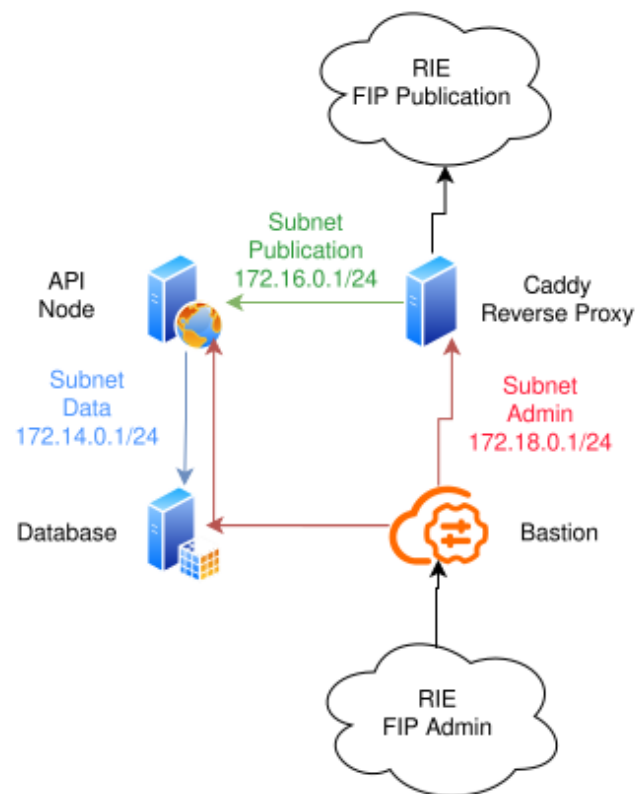 RIE
FIP Publication
Subnet
Publication
172.16.0.1/24
API
Node
Caddy
Reverse Proxy
Subnet
Data
172.14.0.1/24
Subnet
Admin
172.18.0.1/24
Database
Bastion
RIE
FIP Admin